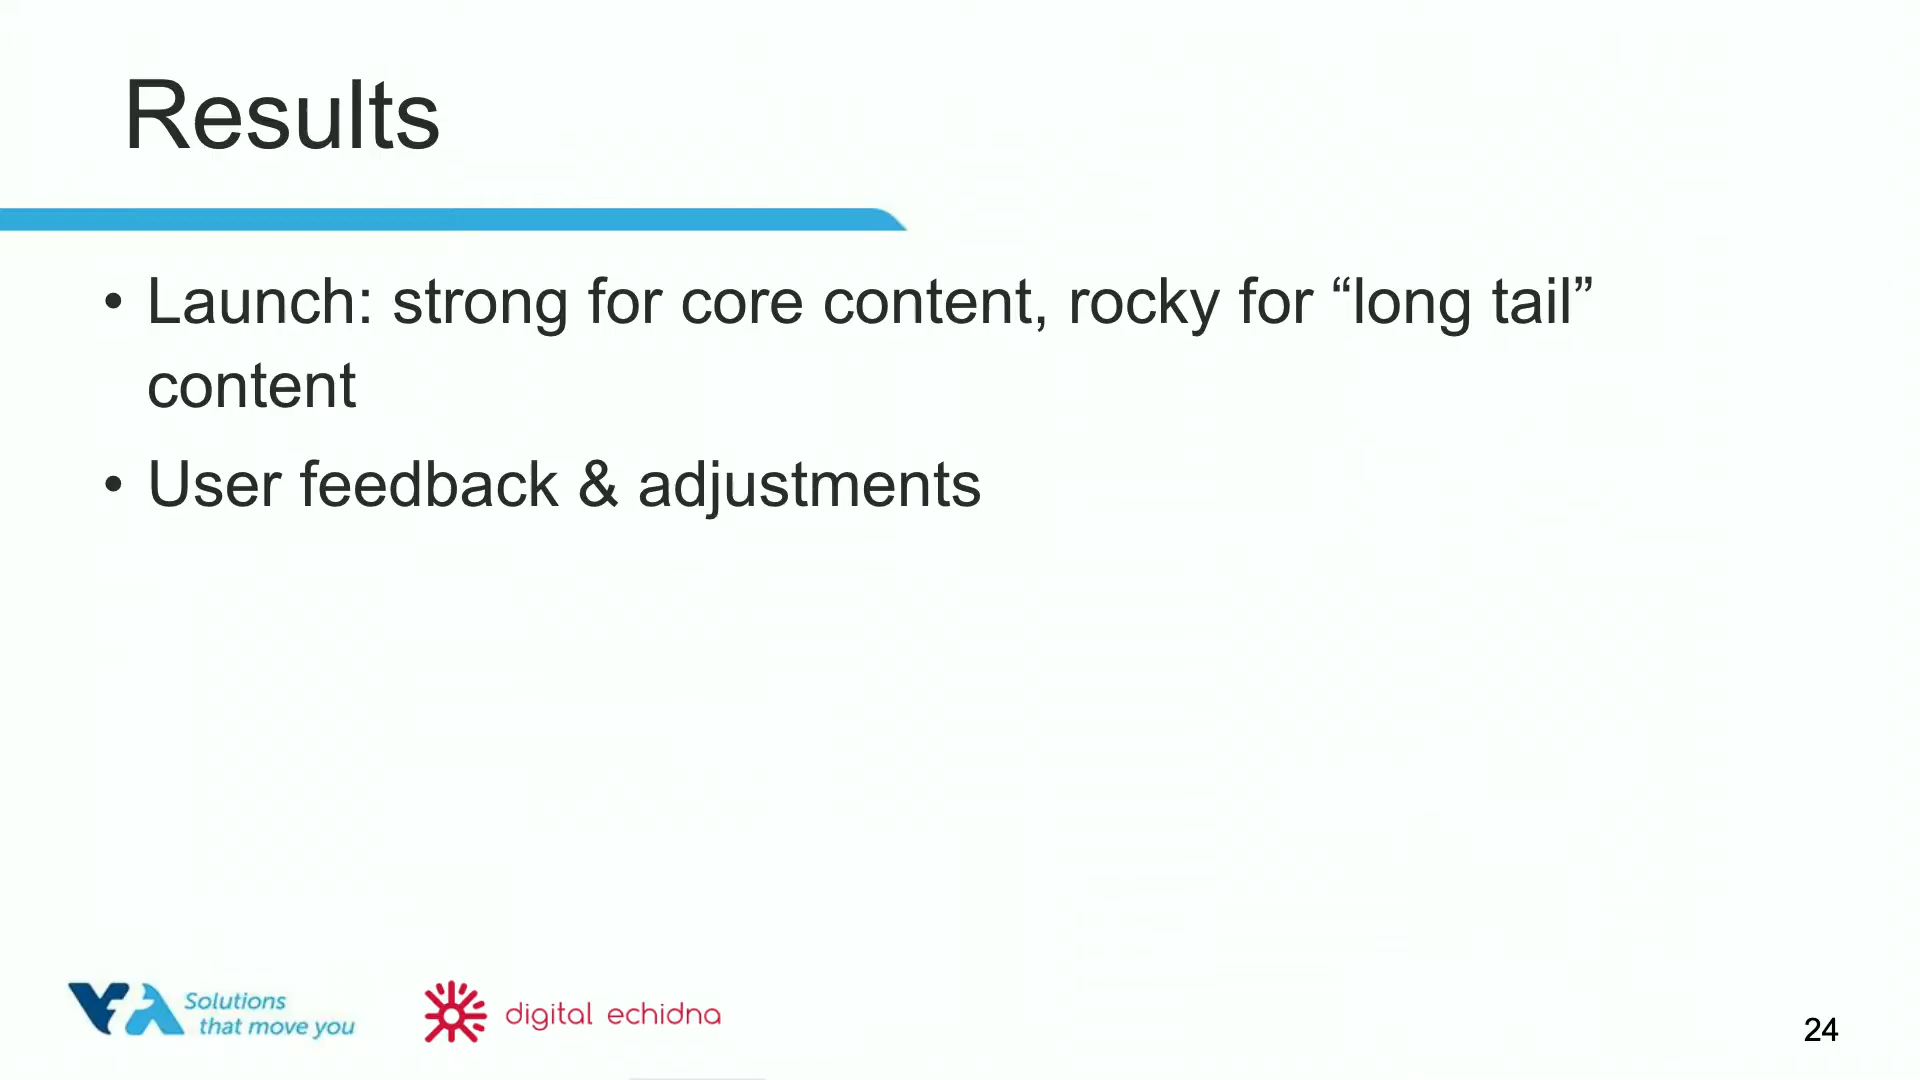 Results
• Launch: strong for core content, rocky for “long tail”
content
• User feedback & adjustments
VFA Solutions
that move you
digital echidna
24